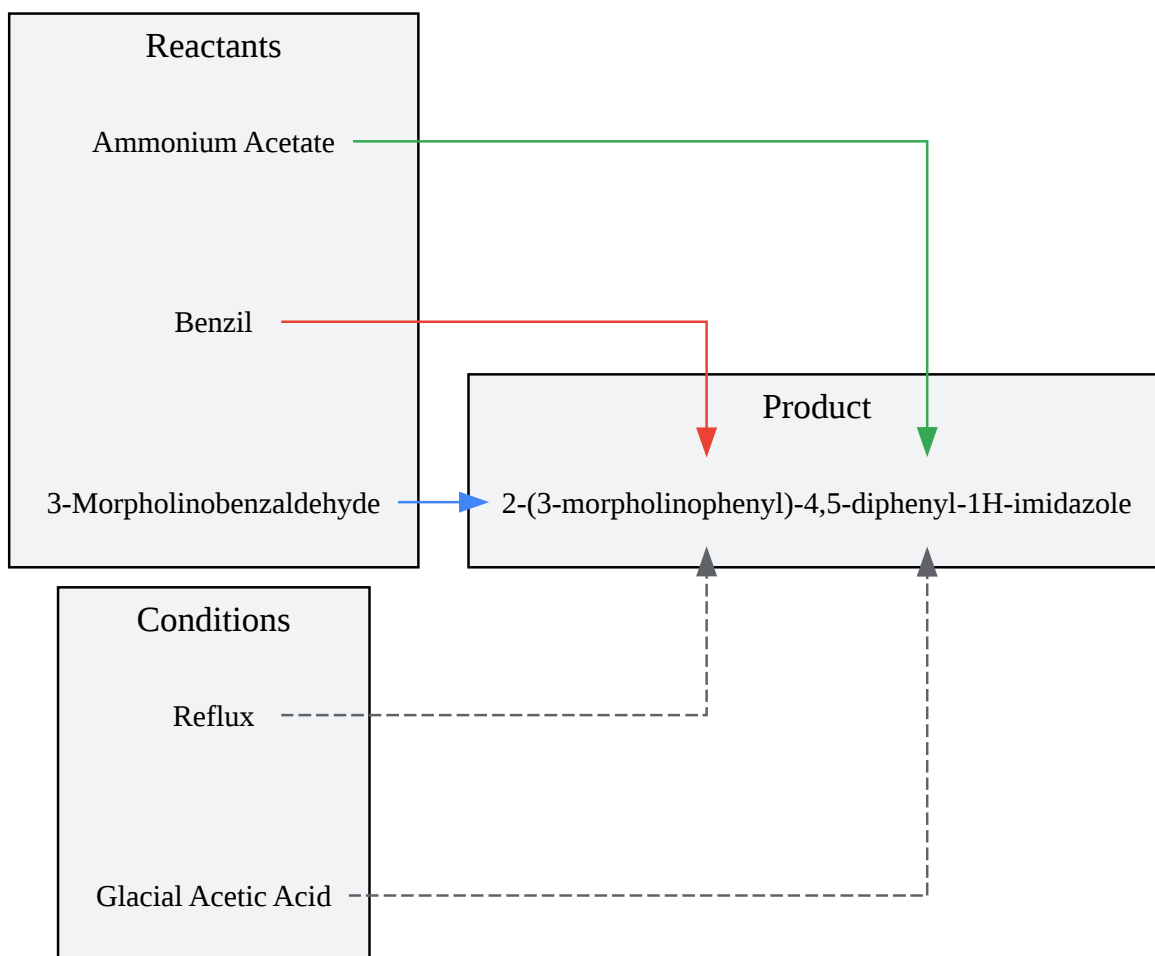 Reactants
Ammonium Acetate
Benzil
3-Morpholinobenzaldehyde
Product
2-(3-morpholinophenyl)-4,5-diphenyl-1H-imidazole
Conditions
Reflux
Glacial Acetic Acid